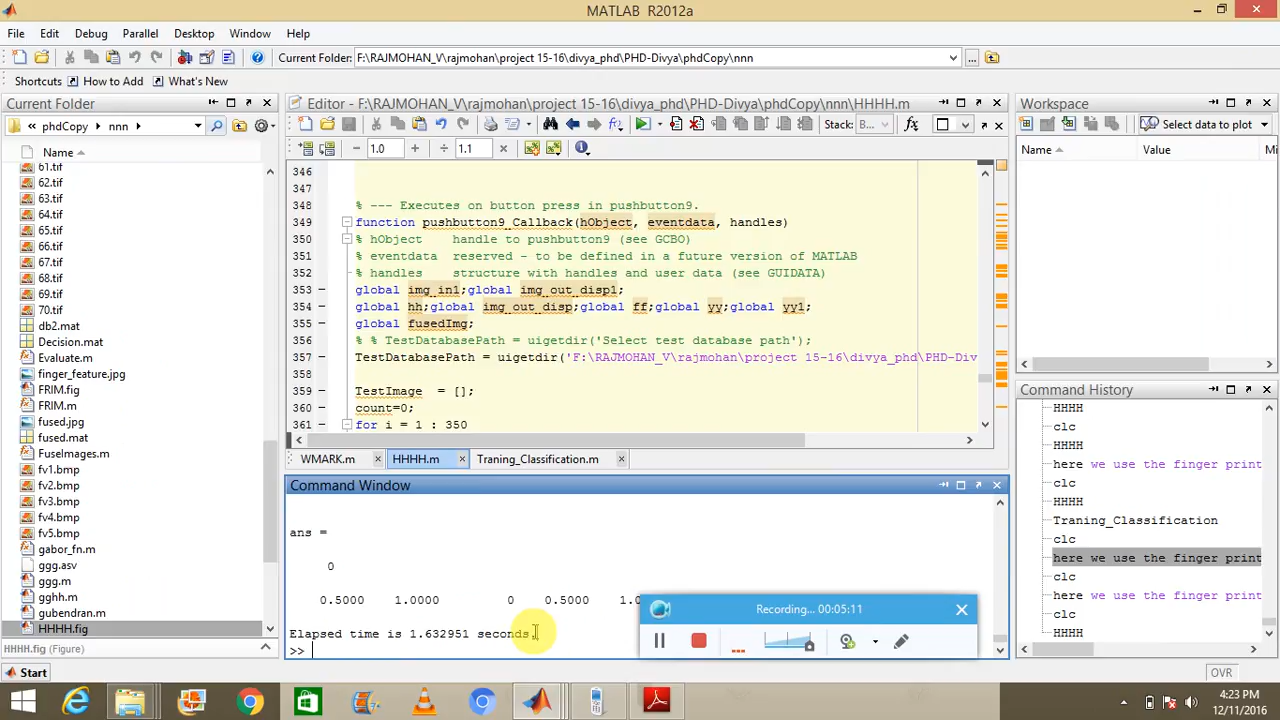 MATLAB R2012a
File Edit Debug Parallel Desktop Window Help
Current Folder: F:\RAJMOHAN_V\rajmohan\project 15-16\divya_phd\PHD-Divya\phdCopy\nnn
Shortcuts How to Add What's New
Current Folder
« phdCopy ▸ nnn ▸
Name
61.tif
62.tif
63.tif
64.tif
65.tif
66.tif
67.tif
68.tif
69.tif
70.tif
db2.mat
Decision.mat
Evaluate.m
finger_feature.jpg
FRIM.fig
FRIM.m
fused.jpg
fused.mat
FuseImages.m
fv1.bmp
fv2.bmp
fv3.bmp
fv4.bmp
fv5.bmp
gabor_fn.m
ggg.asv
ggg.m
gghh.m
gubendran.m
HHHH.fig
HHHH.fig (Figure)
Editor - F:\RAJMOHAN_V\rajmohan\project 15-16\divya_phd\PHD-Divya\phdCopy\nnn\HHHH.m
Stack: B...
1.0 + ÷ 1.1 ×
346
347
348 % --- Executes on button press in pushbutton9.
349 function pushbutton9_Callback(hObject, eventdata, handles)
350 % hObject    handle to pushbutton9 (see GCBO)
351 % eventdata  reserved - to be defined in a future version of MATLAB
352 % handles    structure with handles and user data (see GUIDATA)
353 global img_in1;global img_out_disp1;
354 global hh;global img_out_disp;global ff;global yy;global yy1;
355 global fusedImg;
356 % % TestDatabasePath = uigetdir('Select test database path');
357 TestDatabasePath = uigetdir('F:\RAJMOHAN_V\rajmohan\project 15-16\divya_phd\PHD-Div
358
359 TestImage  = [];
360 count=0;
361 for i = 1 : 350
WMARK.m HHHH.m Traning_Classification.m
Command Window
ans =
0
0.5000 1.0000 0 0.5000 1.0
Elapsed time is 1.632951 seconds.
>>
Workspace
Select data to plot
Name Value Mi
Command History
HHHH
clc
HHHH
here we use the finger print
clc
HHHH
Traning_Classification
clc
here we use the finger print
clc
here we use the finger print
clc
HHHH
Recording... 00:05:11
Start
OVR
4:23 PM
12/11/2016